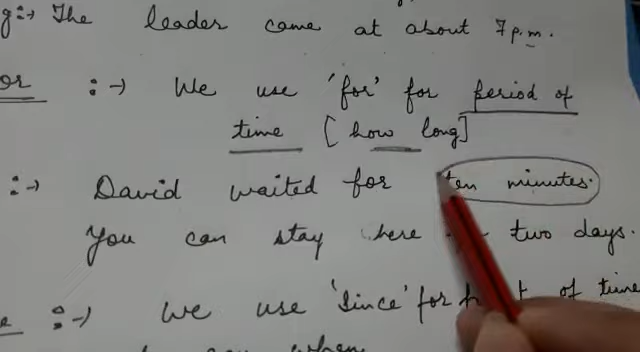 g:→ The leader came at about 7 p.m.
or :→ We use 'for' for period of
time [how long]
:→ David waited for ten minutes.
You can stay here two days.
:→ We use 'since' for of time
when